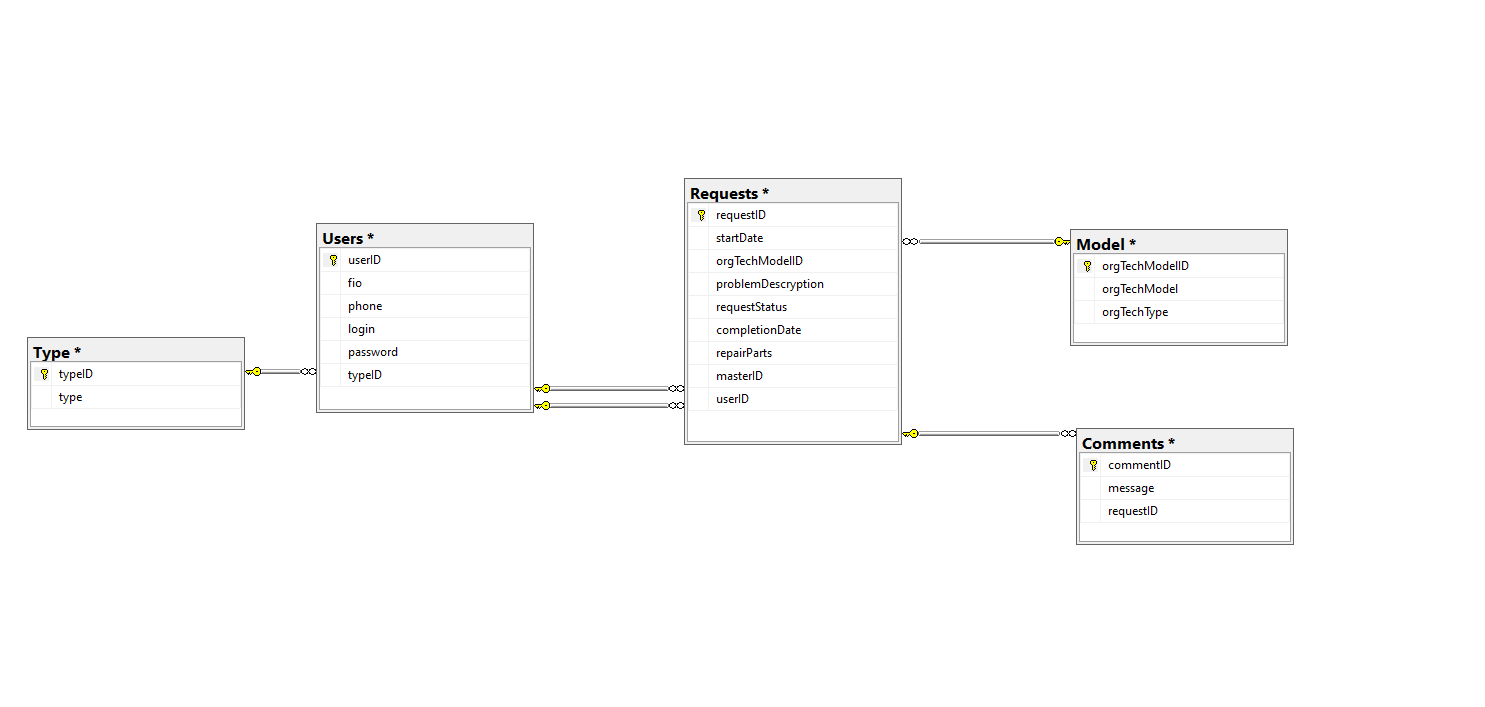 Type *
typeID
type
Users *
userID
fio
phone
login
password
typeID
Requests *
requestID
startDate
orgTechModelID
problemDescryption
requestStatus
completionDate
repairParts
masterID
userID
Model *
orgTechModelID
orgTechModel
orgTechType
Comments *
commentID
message
requestID